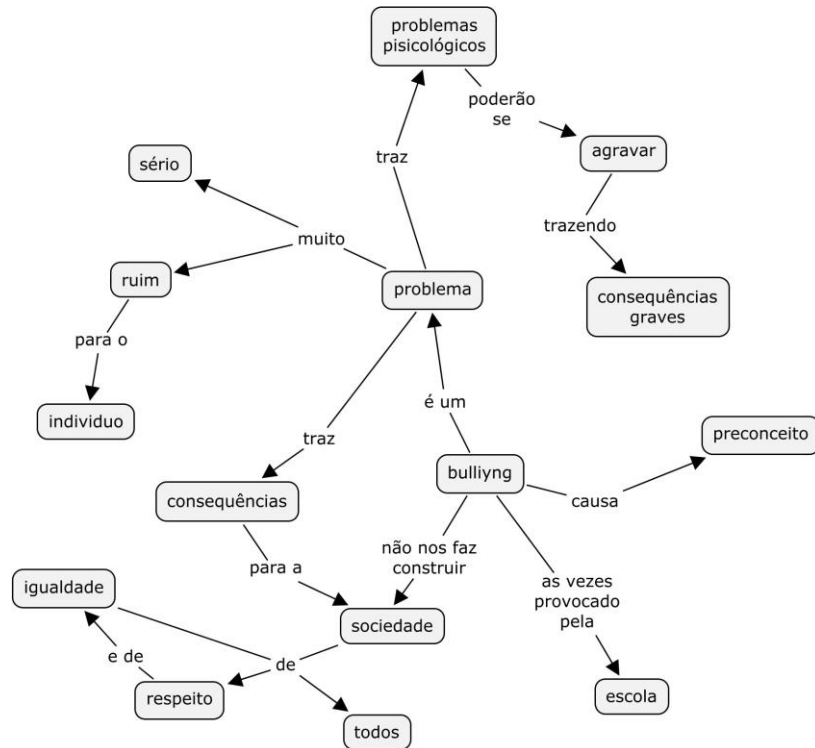 problemas
pisicológicos
poderão
se
agravar
traz
sério
trazendo
muito
ruim
problema
consequências
graves
para o
é um
individuo
preconceito
traz
bulliyng
causa
consequências
não nos faz
construir
para a
as vezes
provocado
pela
igualdade
sociedade
e de
de
respeito
escola
todos